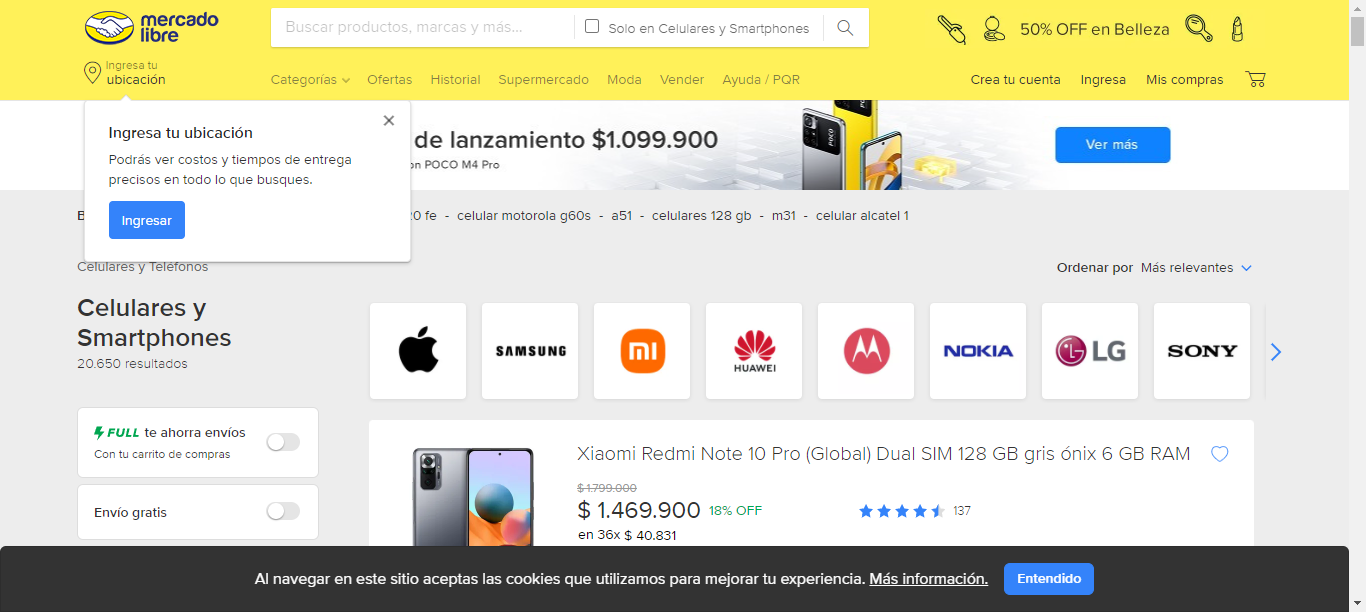 mercado
libre
Buscar productos, marcas y más...
Solo en Celulares y Smartphones
50% OFF en Belleza
Ingresa tu
ubicación
Categorías
Ofertas
Historial
Supermercado
Moda
Vender
Ayuda / PQR
Crea tu cuenta
Ingresa
Mis compras
Ingresa tu ubicación
Podrás ver costos y tiempos de entrega
precisos en todo lo que busques.
Ingresar
de lanzamiento $1.099.900
POCO M4 Pro
POCO
Ver más
fe - celular motorola g60s - a51 - celulares 128 gb - m31 - celular alcatel 1
Celulares y Teléfonos
Ordenar por Más relevantes
Celulares y
Smartphones
20.650 resultados
SAMSUNG
mi
HUAWEI
NOKIA
LG
SONY
FULL te ahorra envíos
Con tu carrito de compras
Envío gratis
Xiaomi Redmi Note 10 Pro (Global) Dual SIM 128 GB gris ónix 6 GB RAM
$ 1.799.000
$ 1.469.900 18% OFF
137
en 36x $ 40.831
Al navegar en este sitio aceptas las cookies que utilizamos para mejorar tu experiencia. Más información.
Entendido